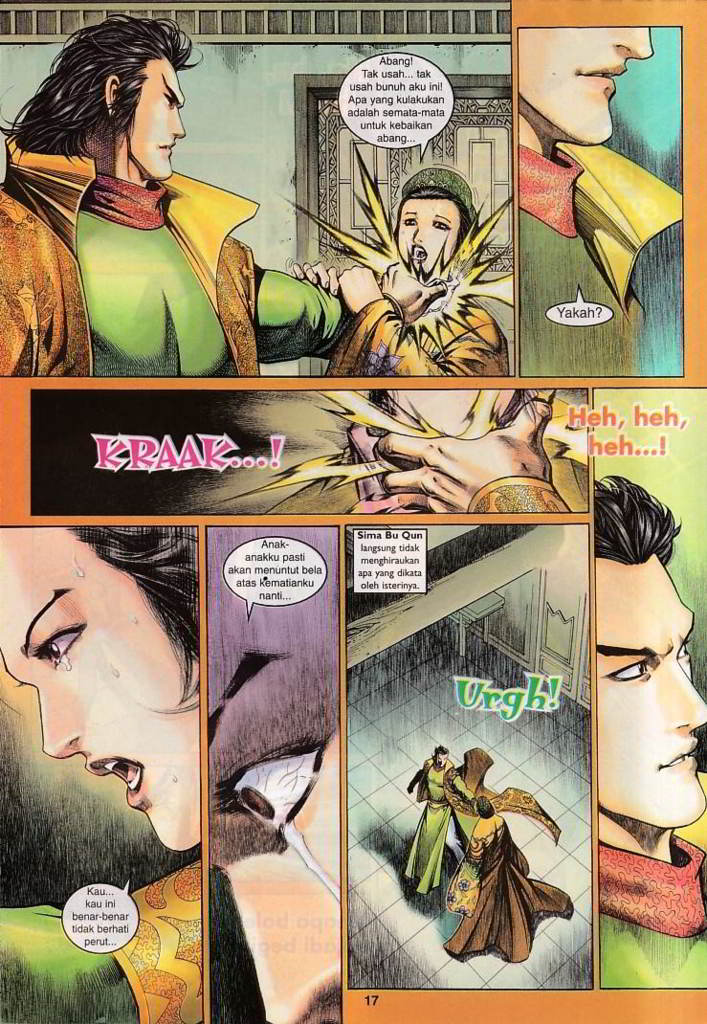 Abang!
Tak usah... tak
usah bunuh aku ini!
Apa yang kulakukan
adalah semata-mata
untuk kebaikan
abang...
Yakah?
KRAAK...!
Heh, heh,
heh...!
Kau...
kau ini
benar-benar
tidak berhati
perut...
Anak-
anakku pasti
akan menuntut bela
atas kematianku
nanti...
Sima Bu Qun
langsung tidak
menghiraukan
apa yang dikata
oleh isterinya.
Urgh!
17